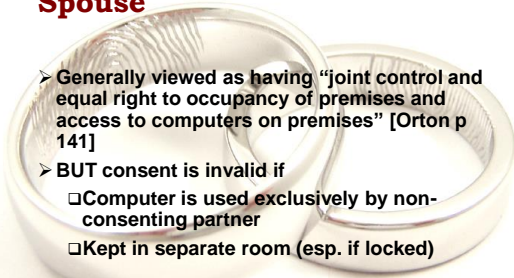 Spouse
➢ Generally viewed as having “joint control and
equal right to occupancy of premises and
access to computers on premises” [Orton p
141]
➢ BUT consent is invalid if
❑Computer is used exclusively by non-
consenting partner
❑Kept in separate room (esp. if locked)